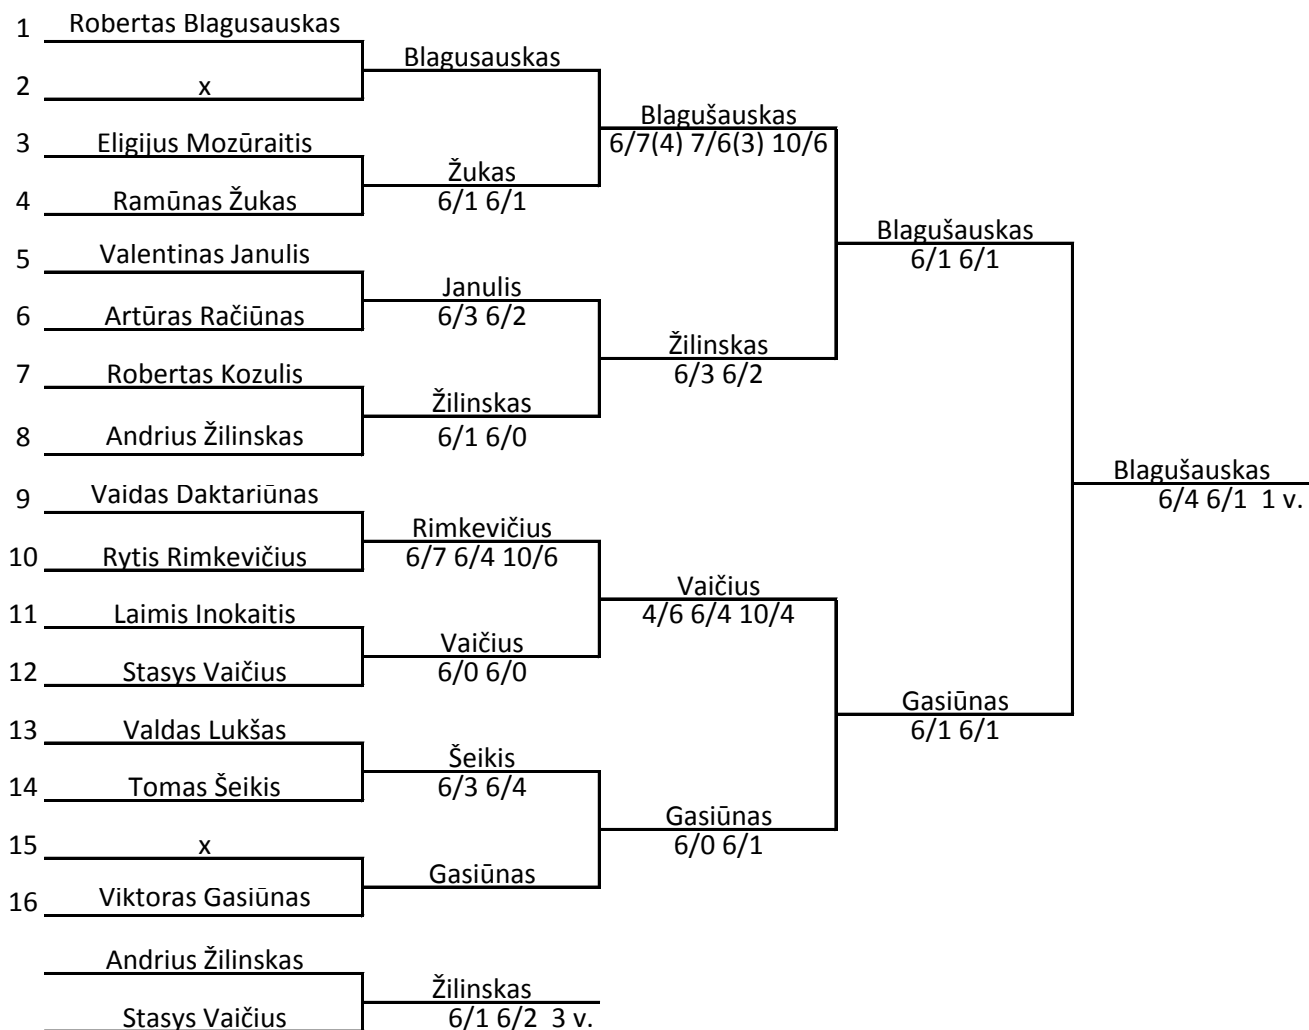 1 Robertas Blagusauskas
Blagusauskas
2 x
Blagušauskas
6/7(4) 7/6(3) 10/6
3 Eligijus Mozūraitis
Žukas
6/1 6/1
4 Ramūnas Žukas
Blagušauskas
6/1 6/1
5 Valentinas Janulis
Janulis
6/3 6/2
6 Artūras Račiūnas
Žilinskas
6/3 6/2
7 Robertas Kozulis
Žilinskas
6/1 6/0
8 Andrius Žilinskas
Blagušauskas
6/4 6/1 1 v.
9 Vaidas Daktariūnas
Rimkevičius
6/7 6/4 10/6
10 Rytis Rimkevičius
Vaičius
4/6 6/4 10/4
11 Laimis Inokaitis
Vaičius
6/0 6/0
12 Stasys Vaičius
Gasiūnas
6/1 6/1
13 Valdas Lukšas
Šeikis
6/3 6/4
14 Tomas Šeikis
Gasiūnas
6/0 6/1
15 x
Gasiūnas
16 Viktoras Gasiūnas
Andrius Žilinskas
Žilinskas
6/1 6/2 3 v.
Stasys Vaičius